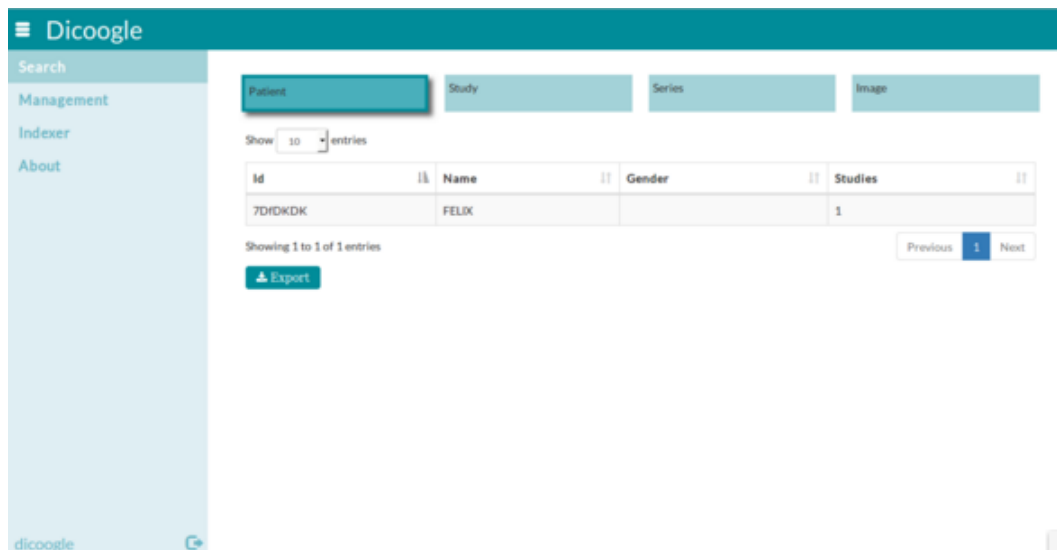 Dicoogle
Search
Management
Indexer
About
Patient Study Series Image
Show 10 entries
Id Name Gender Studies
7DfDKDK FELIX 1
Showing 1 to 1 of 1 entries
Previous 1 Next
Export
dicoogle